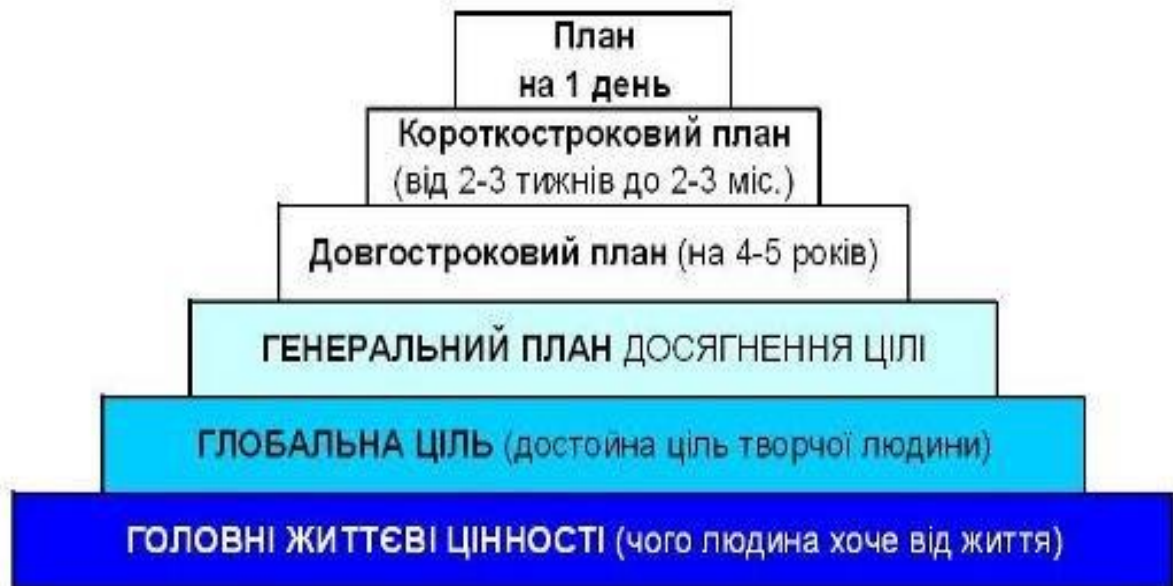 План
на 1 день
Короткостроковий план
(від 2-3 тижнів до 2-3 міс.)
Довгостроковий план (на 4-5 років)
ГЕНЕРАЛЬНИЙ ПЛАН ДОСЯГНЕННЯ ЦІЛІ
ГЛОБАЛЬНА ЦІЛЬ (достойна ціль творчої людини)
ГОЛОВНІ ЖИТТЄВІ ЦІННОСТІ (чого людина хоче від життя)